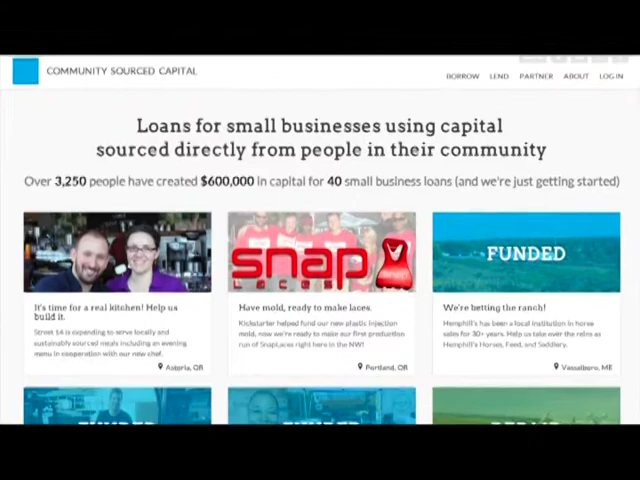 COMMUNITY SOURCED CAPITAL
BORROW LEND PARTNER ABOUT LOG IN
Loans for small businesses using capital
sourced directly from people in their community
Over 3,250 people have created $600,000 in capital for 40 small business loans (and we're just getting started)
snap
LACES
FUNDED
It's time for a real kitchen! Help us
build it.
Street 14 is expanding to serve locally and
sustainably sourced meals including an evening
menu in cooperation with our new chef.
Astoria, OR
Have mold, ready to make laces.
Kickstarter helped fund our new plastic injection
mold, now we're ready to make our first production
run of SnapLaces right here in the NW!
Portland, OR
We're betting the ranch!
Hemphill's has been a local institution in horse
sales for 30+ years. Help us take over the reins as
Hemphill's Horses, Feed, and Saddlery.
Vassalboro, ME
FUNDED
FUNDED
REPAID